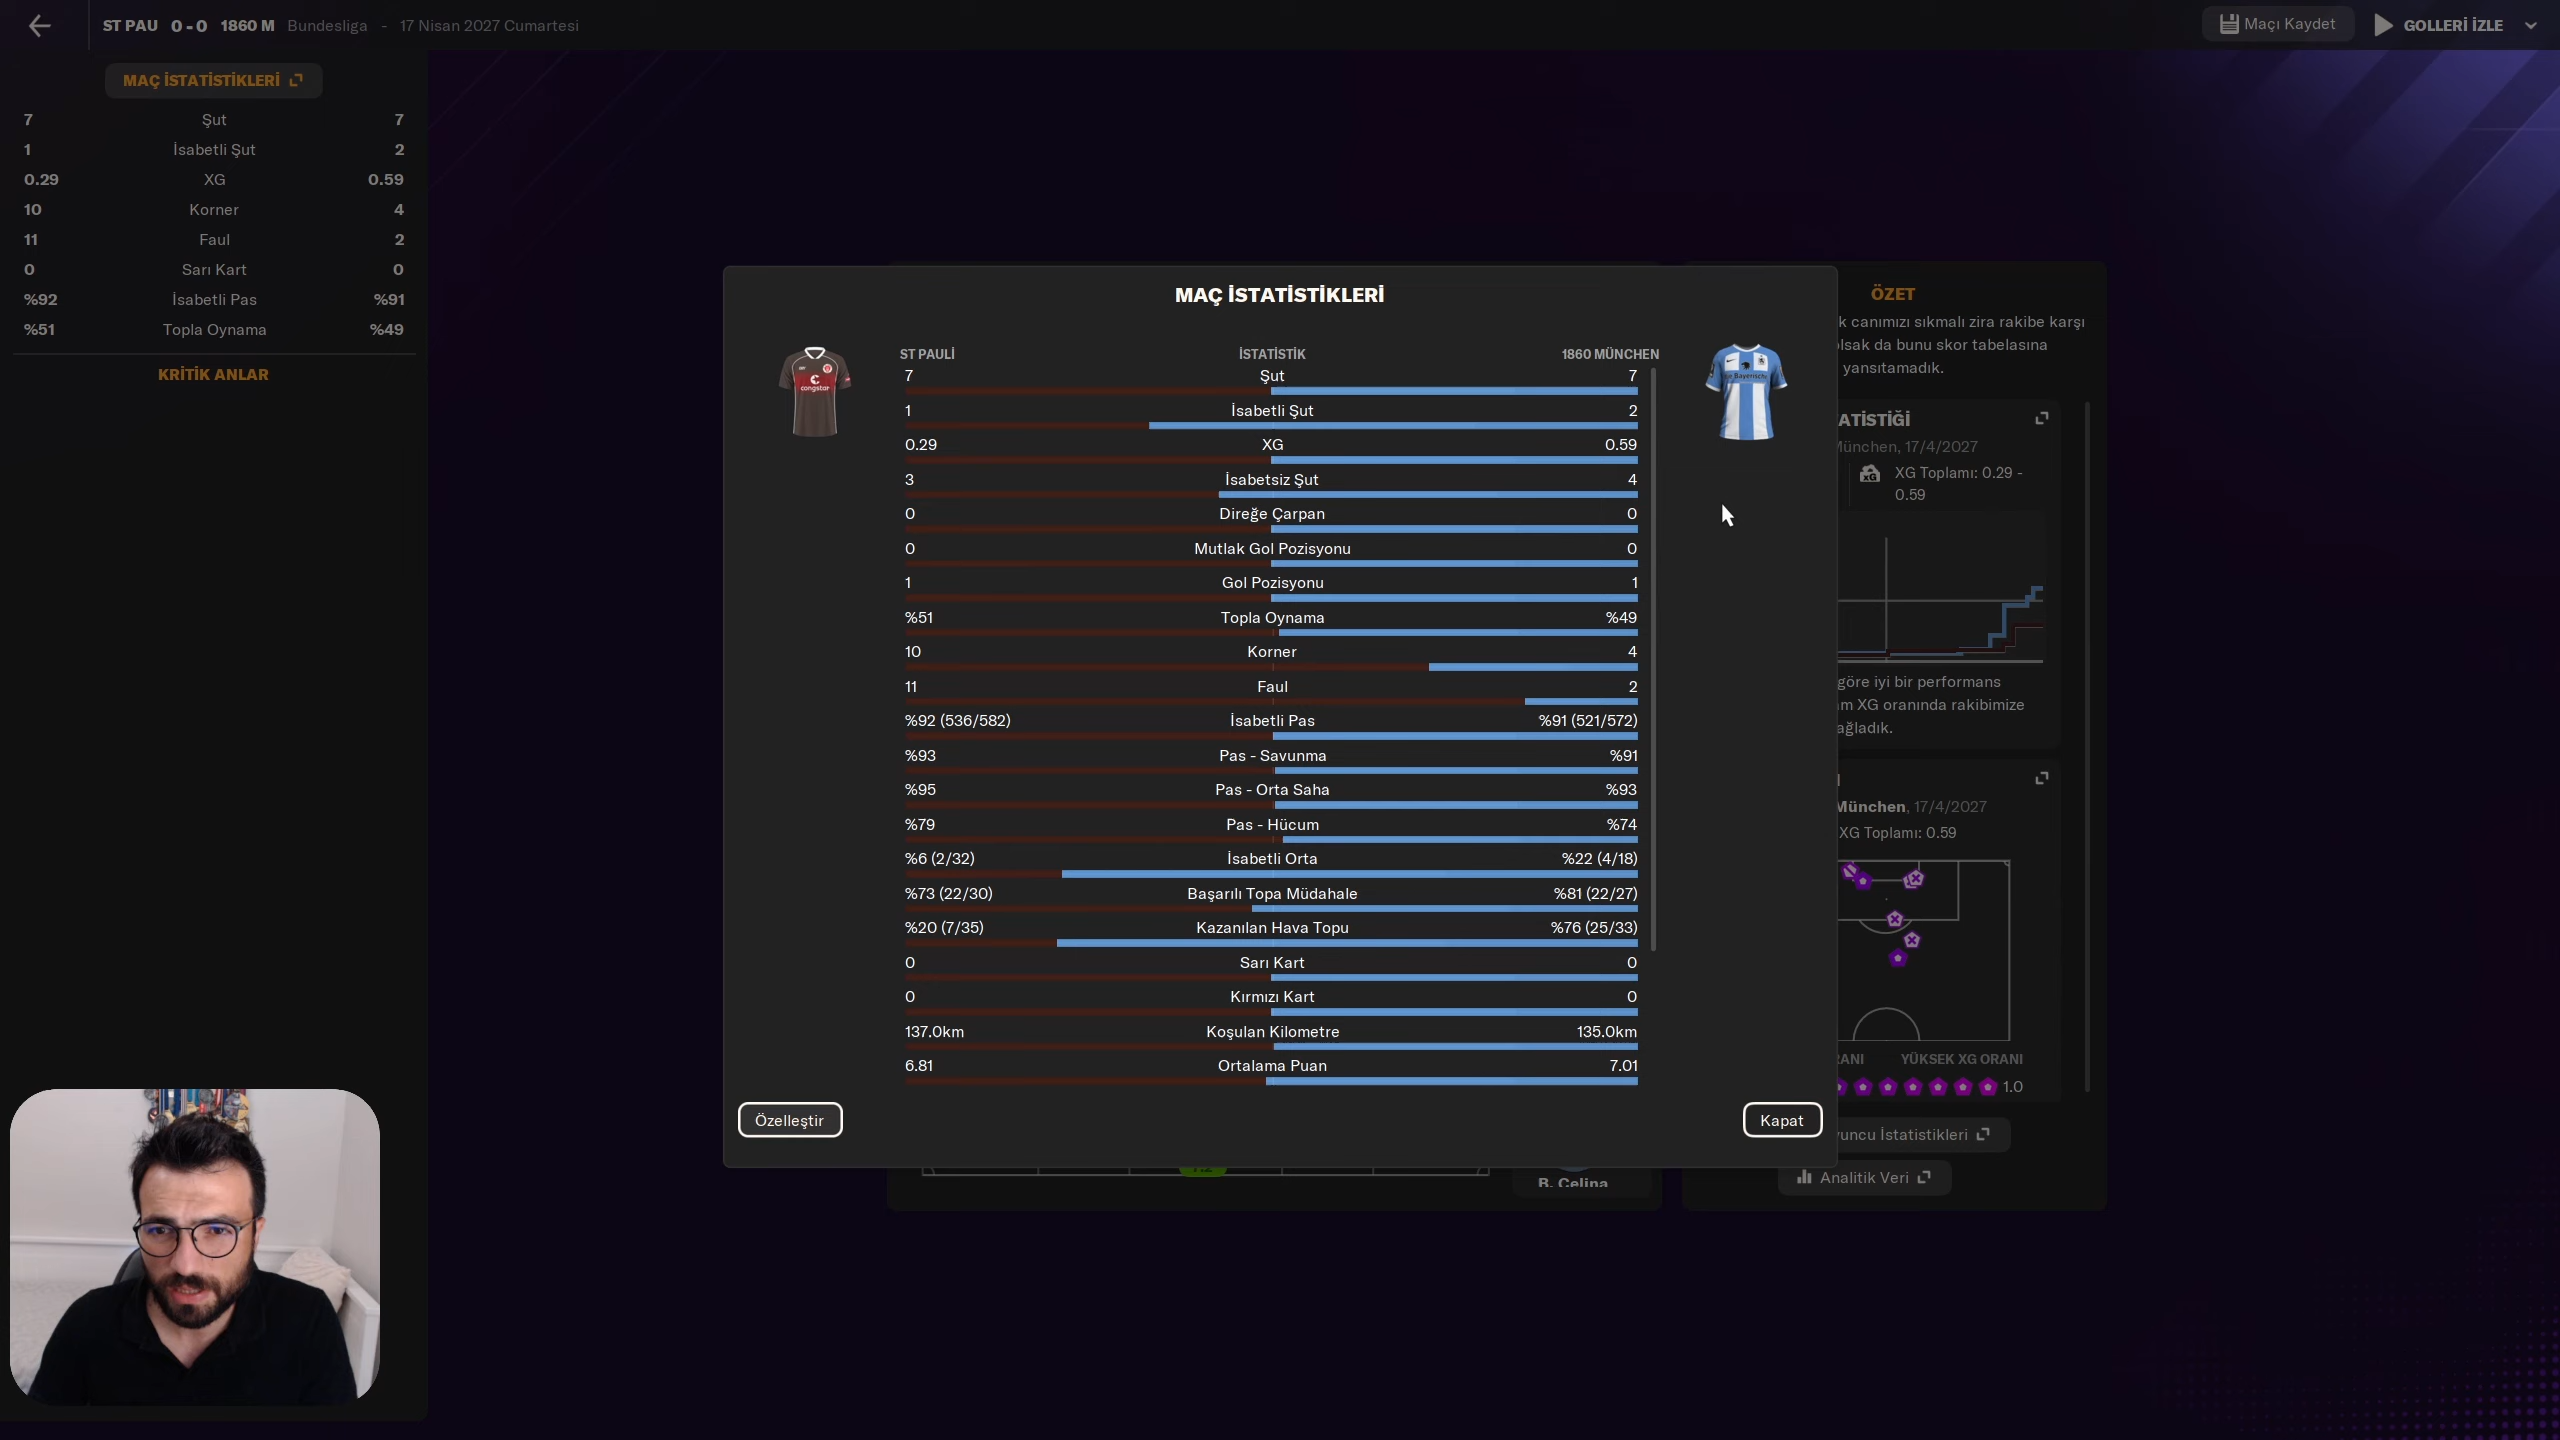 ST PAU 0 - 0 1860 M Bundesliga - 17 Nisan 2027 Cumartesi
Maçı Kaydet
GOLLERİ İZLE
MAÇ İSTATİSTİKLERİ
7 Şut 7
1 İsabetli Şut 2
0.29 XG 0.59
10 Korner 4
11 Faul 2
0 Sarı Kart 0
%92 İsabetli Pas %91
%51 Topla Oynama %49
KRİTİK ANLAR
MAÇ İSTATİSTİKLERİ
ST PAULİ İSTATİSTİK 1860 MÜNCHEN
7 Şut 7
1 İsabetli Şut 2
0.29 XG 0.59
3 İsabetsiz Şut 4
0 Direğe Çarpan 0
0 Mutlak Gol Pozisyonu 0
1 Gol Pozisyonu 1
%51 Topla Oynama %49
10 Korner 4
11 Faul 2
%92 (536/582) İsabetli Pas %91 (521/572)
%93 Pas - Savunma %91
%95 Pas - Orta Saha %93
%79 Pas - Hücum %74
%6 (2/32) İsabetli Orta %22 (4/18)
%73 (22/30) Başarılı Topa Müdahale %81 (22/27)
%20 (7/35) Kazanılan Hava Topu %76 (25/33)
0 Sarı Kart 0
0 Kırmızı Kart 0
137.0km Koşulan Kilometre 135.0km
6.81 Ortalama Puan 7.01
Özelleştir
Kapat
congstar
B. Celina
ÖZET
k canımızı sıkmalı zira rakibe karşı
olsak da bunu skor tabelasına
yansıtamadık.
ATİSTİĞİ
München, 17/4/2027
XG
XG Toplamı: 0.29 -
0.59
göre iyi bir performans
m XG oranında rakibimize
ağladık.
München, 17/4/2027
XG Toplamı: 0.59
RANI YÜKSEK XG ORANI
1.0
yuncu İstatistikleri
Analitik Veri